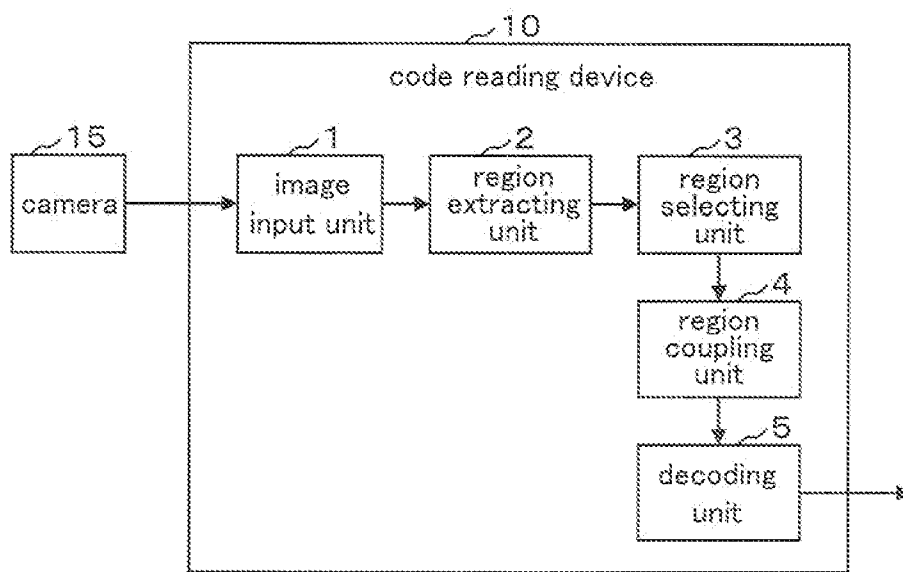 10
code reading device
15
camera
1
image
input unit
2
region
extracting
unit
3
region
selecting
unit
4
region
coupling
unit
5
decoding
unit